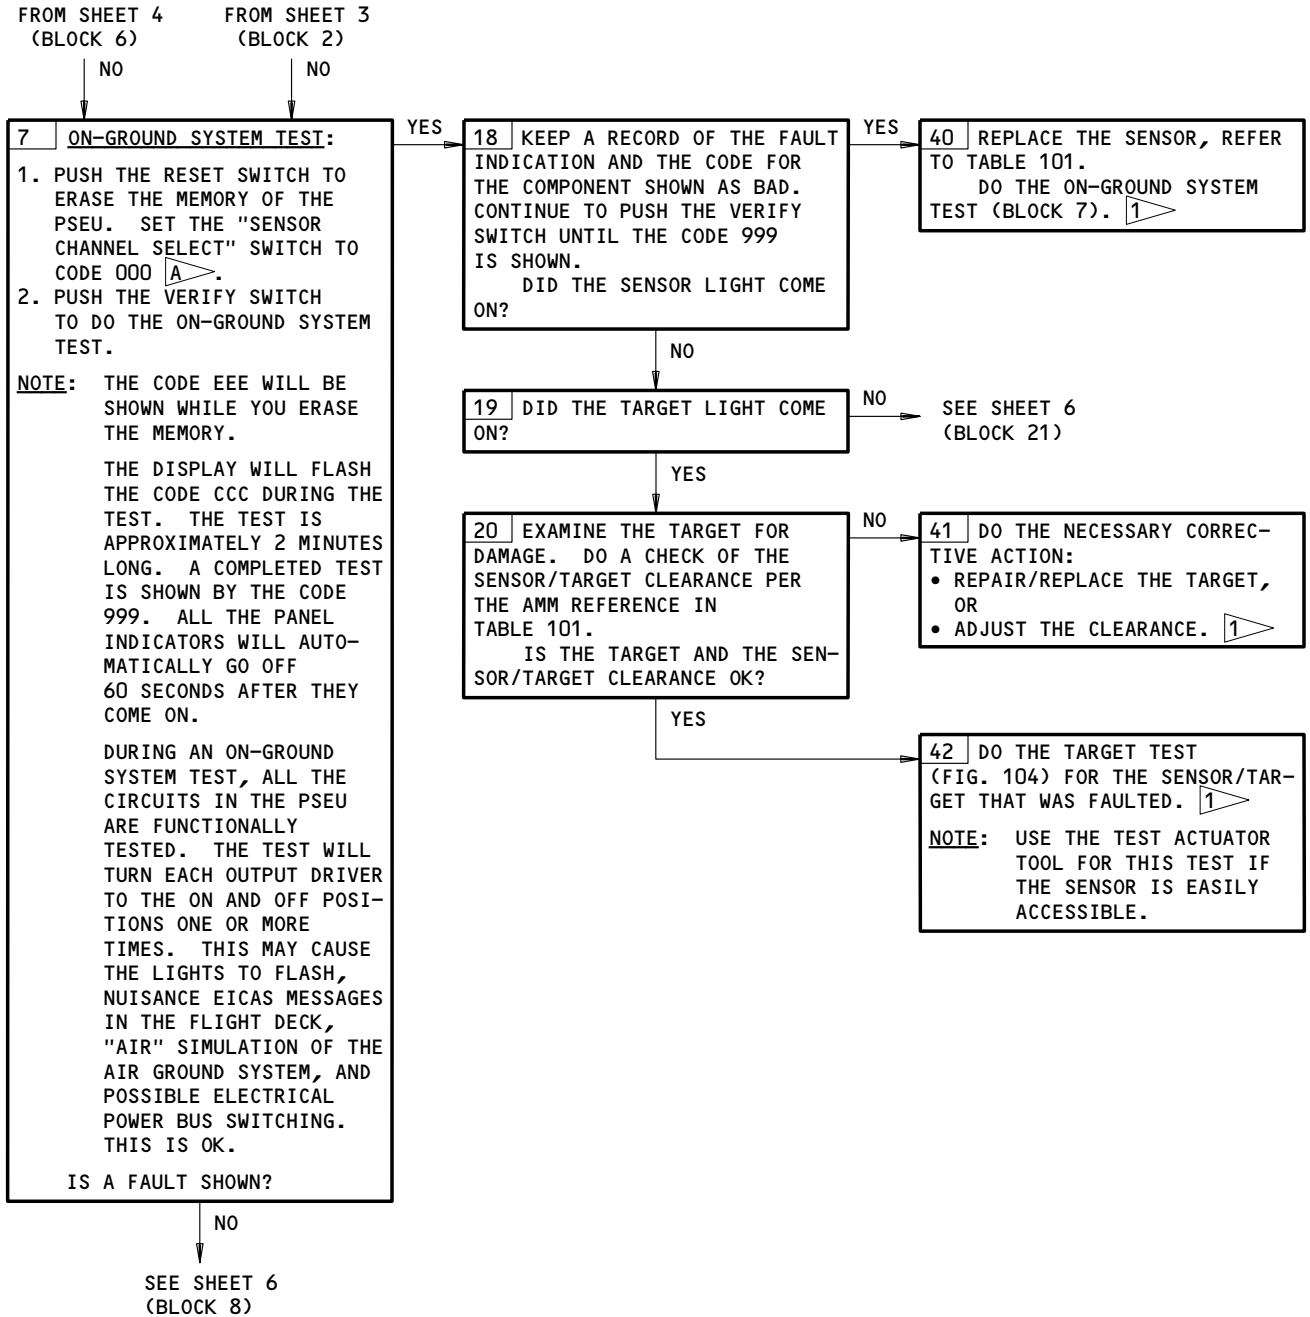 FROM SHEET 4
(BLOCK 6)
NO
FROM SHEET 3
(BLOCK 2)
NO
7 ON-GROUND SYSTEM TEST:
1. PUSH THE RESET SWITCH TO
ERASE THE MEMORY OF THE
PSEU. SET THE "SENSOR
CHANNEL SELECT" SWITCH TO
CODE 000 A.
2. PUSH THE VERIFY SWITCH
TO DO THE ON-GROUND SYSTEM
TEST.
NOTE: THE CODE EEE WILL BE
SHOWN WHILE YOU ERASE
THE MEMORY.
THE DISPLAY WILL FLASH
THE CODE CCC DURING THE
TEST. THE TEST IS
APPROXIMATELY 2 MINUTES
LONG. A COMPLETED TEST
IS SHOWN BY THE CODE
999. ALL THE PANEL
INDICATORS WILL AUTO-
MATICALLY GO OFF
60 SECONDS AFTER THEY
COME ON.
DURING AN ON-GROUND
SYSTEM TEST, ALL THE
CIRCUITS IN THE PSEU
ARE FUNCTIONALLY
TESTED. THE TEST WILL
TURN EACH OUTPUT DRIVER
TO THE ON AND OFF POSI-
TIONS ONE OR MORE
TIMES. THIS MAY CAUSE
THE LIGHTS TO FLASH,
NUISANCE EICAS MESSAGES
IN THE FLIGHT DECK,
"AIR" SIMULATION OF THE
AIR GROUND SYSTEM, AND
POSSIBLE ELECTRICAL
POWER BUS SWITCHING.
THIS IS OK.
IS A FAULT SHOWN?
NO
SEE SHEET 6
(BLOCK 8)
YES
18 KEEP A RECORD OF THE FAULT
INDICATION AND THE CODE FOR
THE COMPONENT SHOWN AS BAD.
CONTINUE TO PUSH THE VERIFY
SWITCH UNTIL THE CODE 999
IS SHOWN.
DID THE SENSOR LIGHT COME
ON?
YES
40 REPLACE THE SENSOR, REFER
TO TABLE 101.
DO THE ON-GROUND SYSTEM
TEST (BLOCK 7). 1
NO
19 DID THE TARGET LIGHT COME
ON?
NO
SEE SHEET 6
(BLOCK 21)
YES
20 EXAMINE THE TARGET FOR
DAMAGE. DO A CHECK OF THE
SENSOR/TARGET CLEARANCE PER
THE AMM REFERENCE IN
TABLE 101.
IS THE TARGET AND THE SEN-
SOR/TARGET CLEARANCE OK?
NO
41 DO THE NECESSARY CORREC-
TIVE ACTION:
• REPAIR/REPLACE THE TARGET,
OR
• ADJUST THE CLEARANCE. 1
YES
42 DO THE TARGET TEST
(FIG. 104) FOR THE SENSOR/TAR-
GET THAT WAS FAULTED. 1
NOTE: USE THE TEST ACTUATOR
TOOL FOR THIS TEST IF
THE SENSOR IS EASILY
ACCESSIBLE.